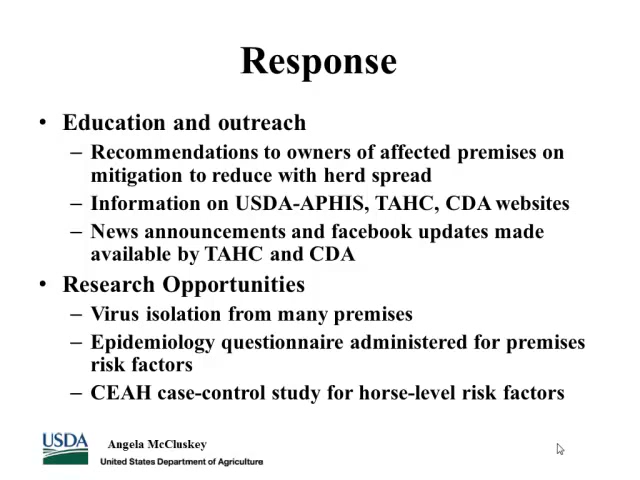 Response
• Education and outreach
– Recommendations to owners of affected premises on
mitigation to reduce with herd spread
– Information on USDA-APHIS, TAHC, CDA websites
– News announcements and facebook updates made
available by TAHC and CDA
• Research Opportunities
– Virus isolation from many premises
– Epidemiology questionnaire administered for premises
risk factors
– CEAH case-control study for horse-level risk factors
USDA
Angela McCluskey
United States Department of Agriculture